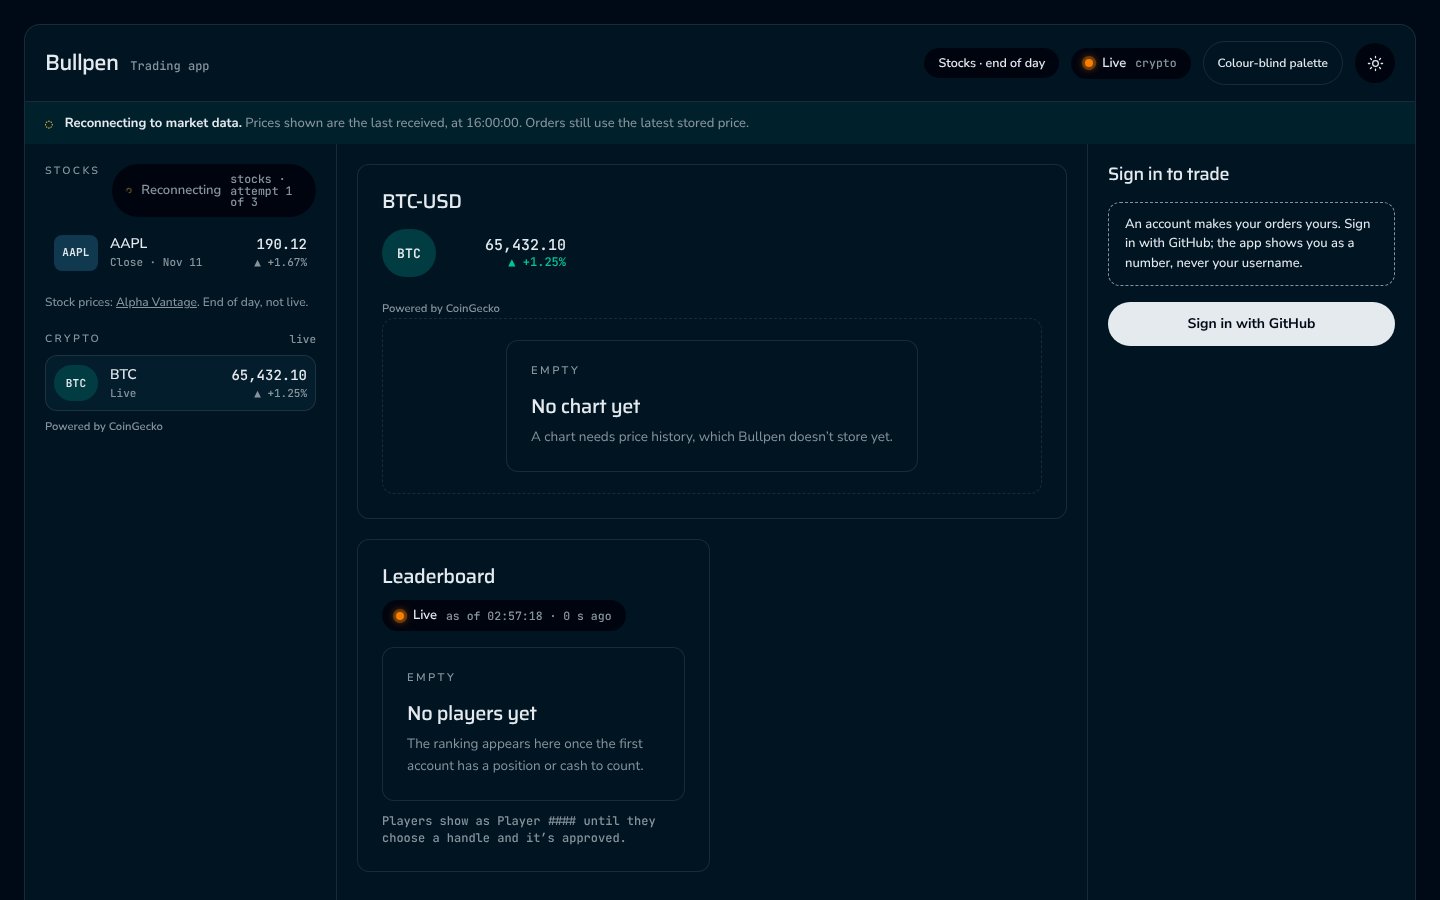 Bullpen Trading app
Stocks · end of day
Live crypto
Colour-blind palette
Reconnecting to market data. Prices shown are the last received, at 16:00:00. Orders still use the latest stored price.
STOCKS
Reconnecting
stocks ·
attempt 1
of 3
AAPL
AAPL
190.12
Close · Nov 11
▲ +1.67%
Stock prices: Alpha Vantage. End of day, not live.
CRYPTO
live
BTC
BTC
65,432.10
Live
▲ +1.25%
Powered by CoinGecko
BTC-USD
BTC
65,432.10
▲ +1.25%
Powered by CoinGecko
EMPTY
No chart yet
A chart needs price history, which Bullpen doesn't store yet.
Leaderboard
Live as of 02:57:18 · 0 s ago
EMPTY
No players yet
The ranking appears here once the first
account has a position or cash to count.
Players show as Player #### until they
choose a handle and it's approved.
Sign in to trade
An account makes your orders yours. Sign
in with GitHub; the app shows you as a
number, never your username.
Sign in with GitHub